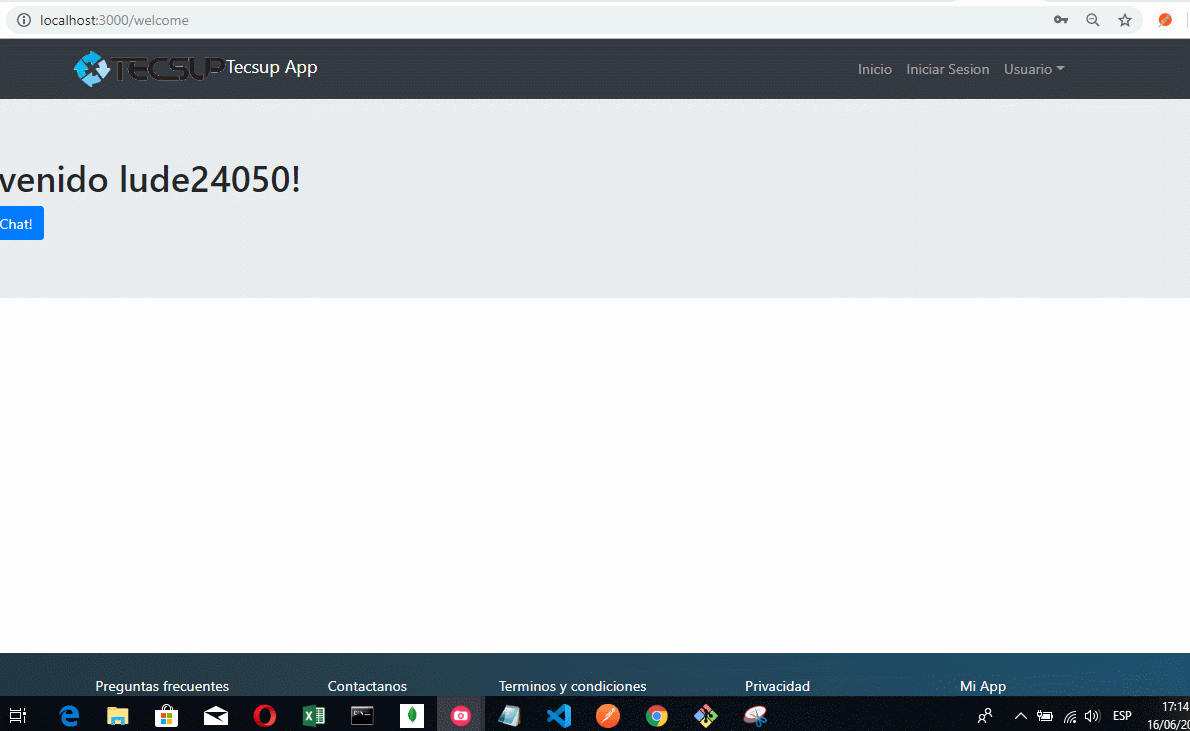 localhost:3000/welcome
TECSUP Tecsup App Inicio Iniciar Sesion Usuario
venido lude24050!
Chat!
Preguntas frecuentes Contactanos Terminos y condiciones Privacidad Mi App
ESP 17:14
16/06/20